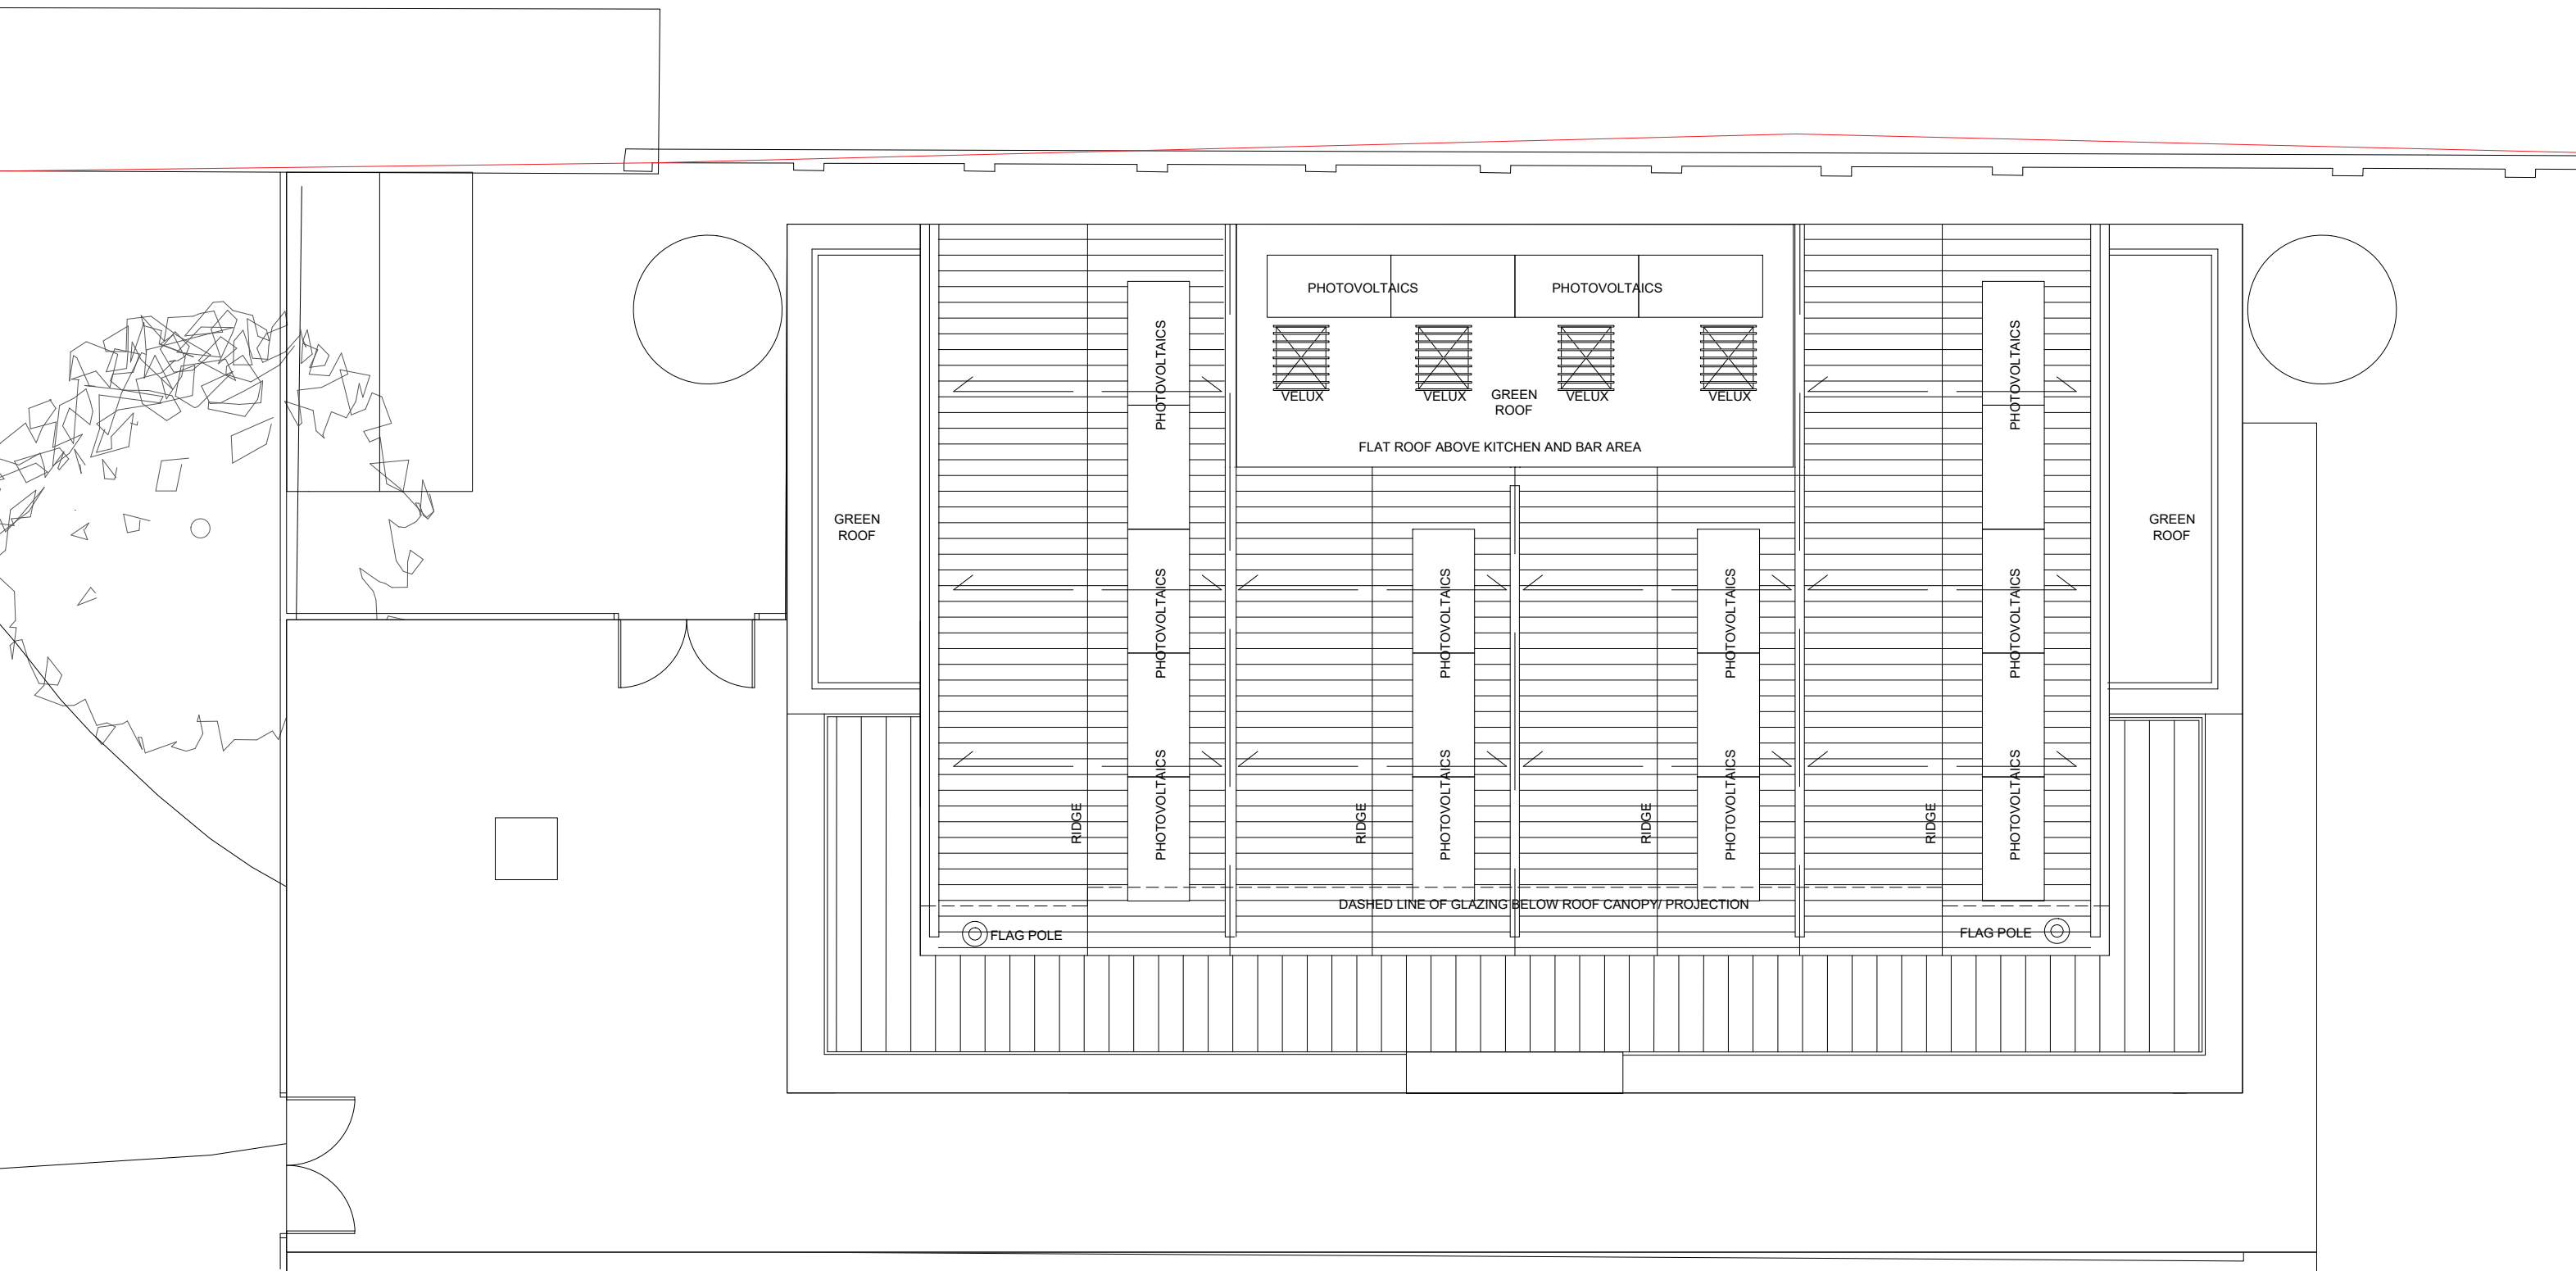 PHOTOVOLTAICS
PHOTOVOLTAICS
PHOTOVOLTAICS
PHOTOVOLTAICS
VELUX
VELUX
VELUX
VELUX
GREEN
ROOF
FLAT ROOF ABOVE KITCHEN AND BAR AREA
GREEN
ROOF
GREEN
ROOF
PHOTOVOLTAICS
PHOTOVOLTAICS
PHOTOVOLTAICS
PHOTOVOLTAICS
RIDGE
PHOTOVOLTAICS
RIDGE
PHOTOVOLTAICS
RIDGE
PHOTOVOLTAICS
RIDGE
PHOTOVOLTAICS
DASHED LINE OF GLAZING BELOW ROOF CANOPY/ PROJECTION
FLAG POLE
FLAG POLE